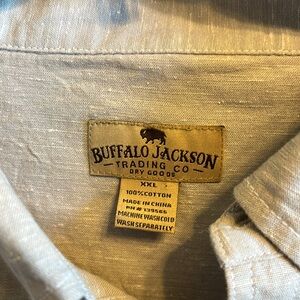 BUFFALO JACKSON
TRADING CO
DRY GOODS
XXL
100% COTTON
MADE IN CHINA
MACHINE WASH COLD
WASH SEPARATELY